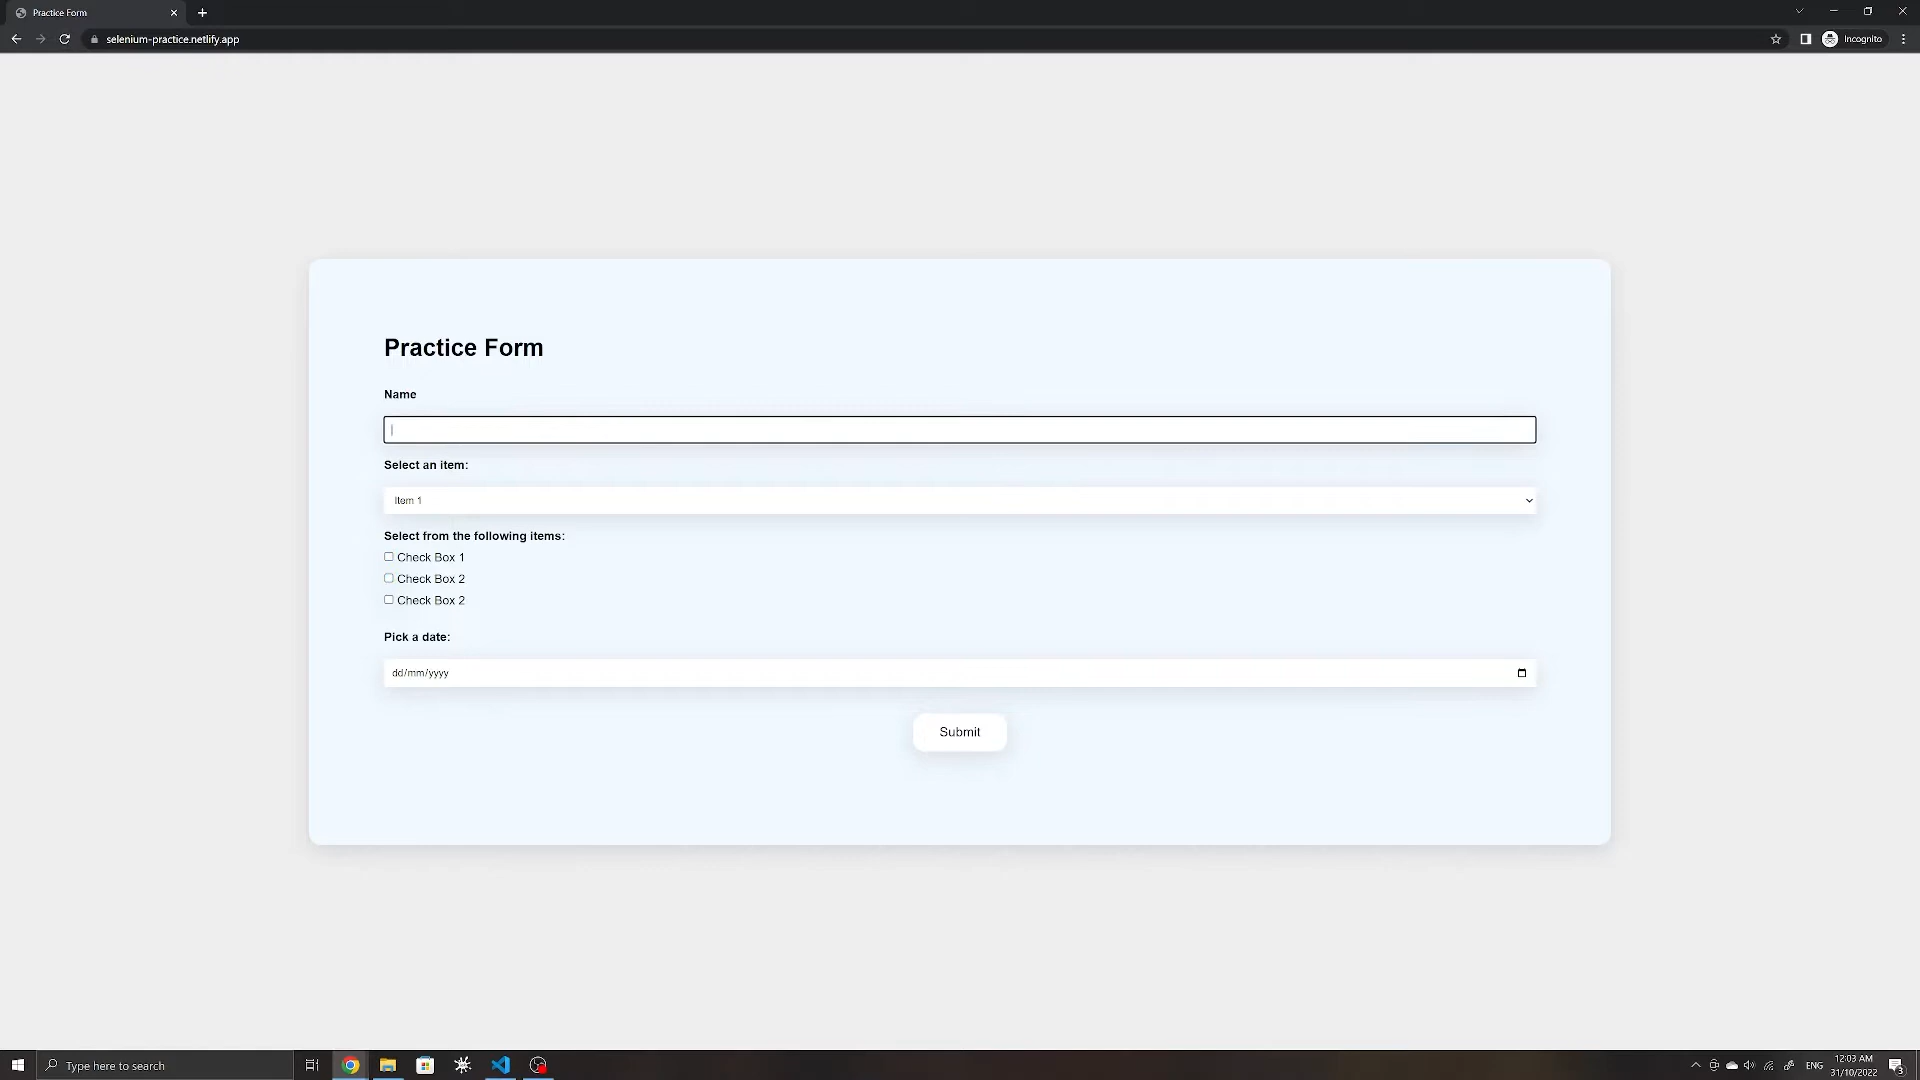 Practice Form
selenium-practice.netlify.app
Incognito
Practice Form
Name
Select an item:
Item 1
Select from the following items:
Check Box 1
Check Box 2
Check Box 2
Pick a date:
dd/mm/yyyy
Submit
Type here to search
ENG
12:03 AM
31/10/2022
3